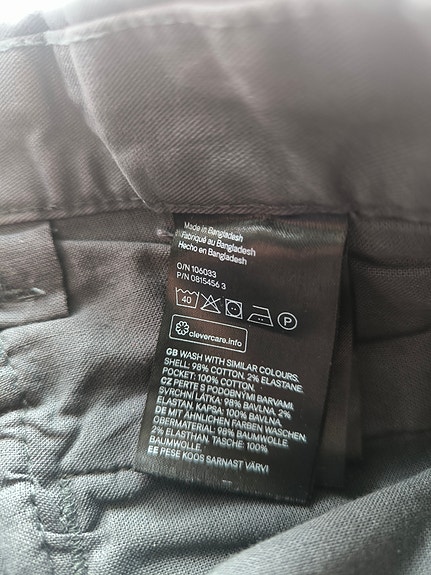 Made in Bangladesh
Fabriqué au Bangladesh
Hecho en Bangladesh
O/N 106033
P/N 0815456 3
40
P
clevercare.info
GB WASH WITH SIMILAR COLOURS.
SHELL: 98% COTTON. 2% ELASTANE.
POCKET: 100% COTTON.
CZ PERTE S PODOBNÝMI BARVAMI.
SVRCHNÍ LÁTKA: 98% BAVLNA. 2%
ELASTAN. KAPSA: 100% BAVLNA.
DE MIT ÄHNLICHEN FARBEN WASCHEN.
OBERMATERIAL: 98% BAUMWOLLE.
2% ELASTHAN. TASCHE: 100%
BAUMWOLLE.
EE PESE KOOS SARNAST VÄRVI